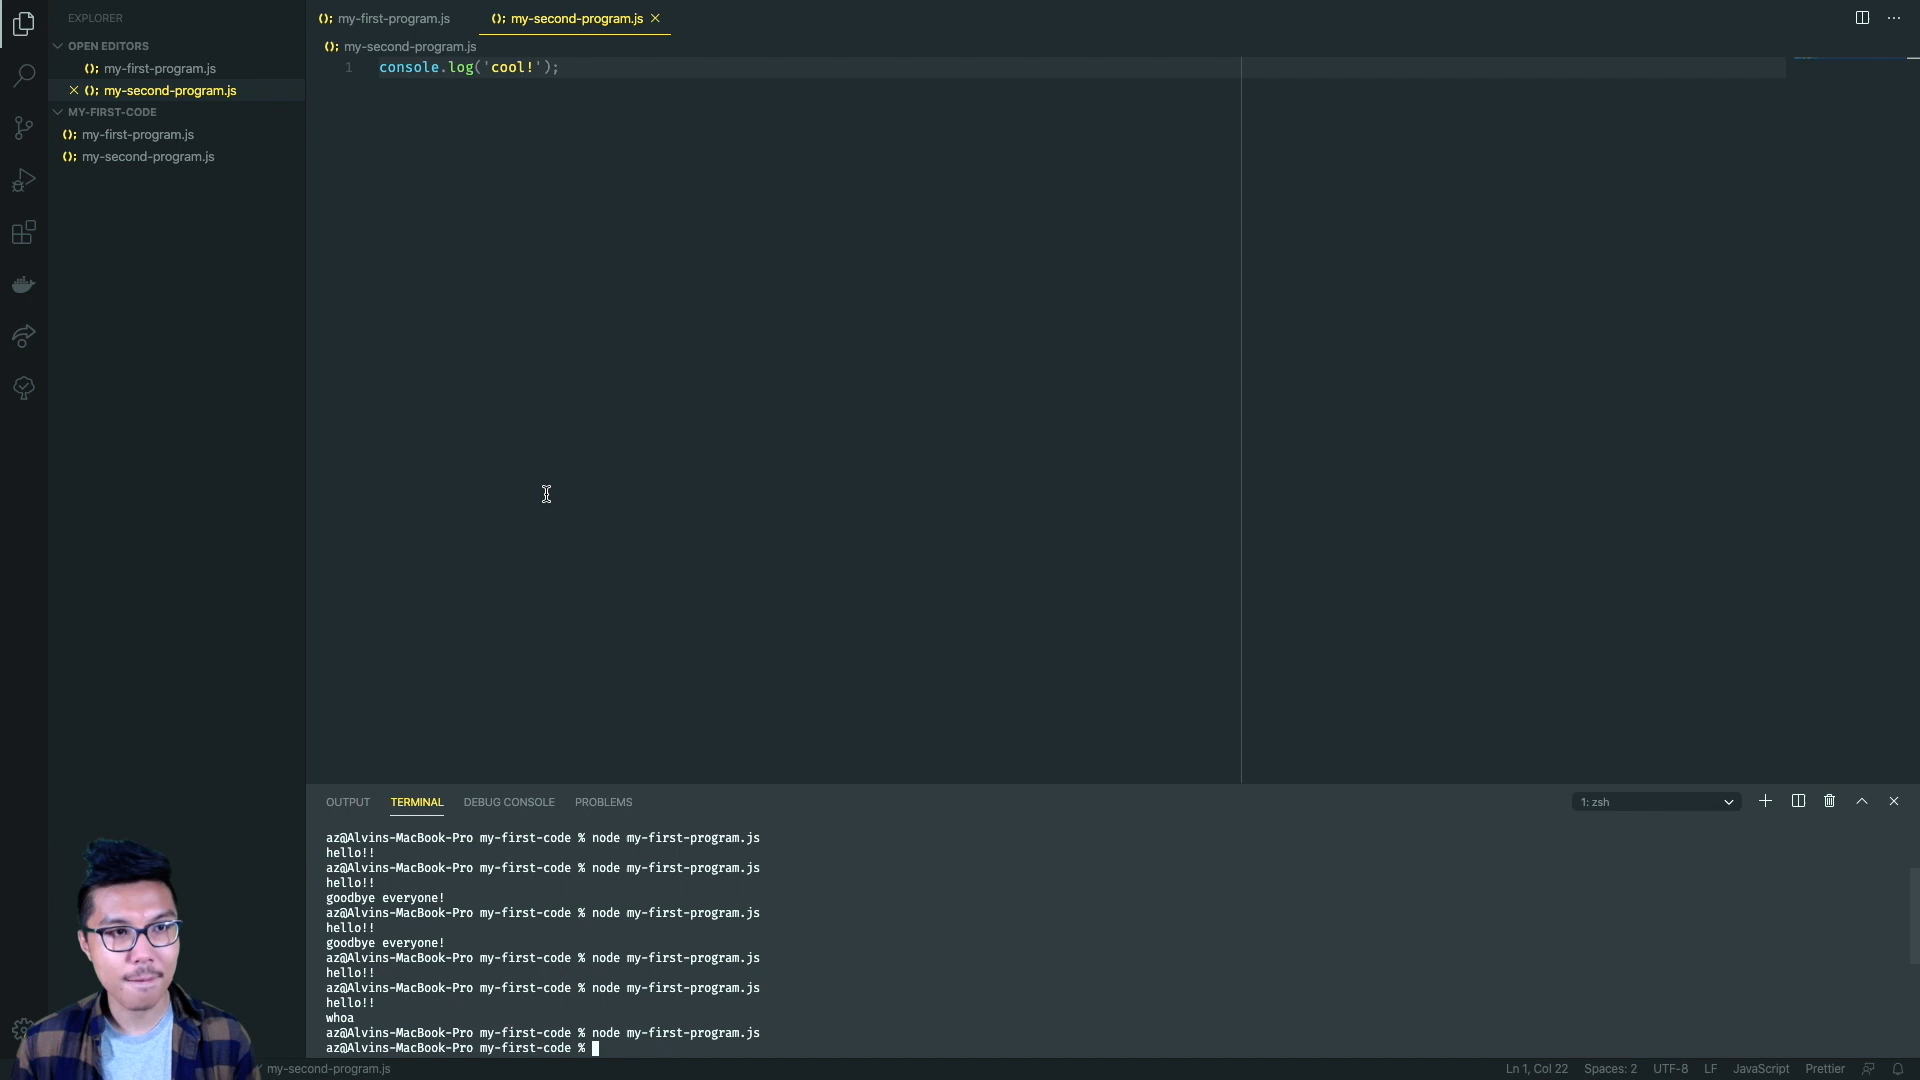 EXPLORER
OPEN EDITORS
(); my-first-program.js
(); my-second-program.js
MY-FIRST-CODE
(); my-first-program.js
(); my-second-program.js
(); my-first-program.js
(); my-second-program.js
(); my-second-program.js
1 console.log('cool!');
OUTPUT TERMINAL DEBUG CONSOLE PROBLEMS
1: zsh
az@Alvins-MacBook-Pro my-first-code % node my-first-program.js
hello!!
az@Alvins-MacBook-Pro my-first-code % node my-first-program.js
hello!!
goodbye everyone!
az@Alvins-MacBook-Pro my-first-code % node my-first-program.js
hello!!
goodbye everyone!
az@Alvins-MacBook-Pro my-first-code % node my-first-program.js
hello!!
az@Alvins-MacBook-Pro my-first-code % node my-first-program.js
hello!!
whoa
az@Alvins-MacBook-Pro my-first-code % node my-first-program.js
az@Alvins-MacBook-Pro my-first-code %
my-second-program.js
Ln 1, Col 22 Spaces: 2 UTF-8 LF JavaScript Prettier